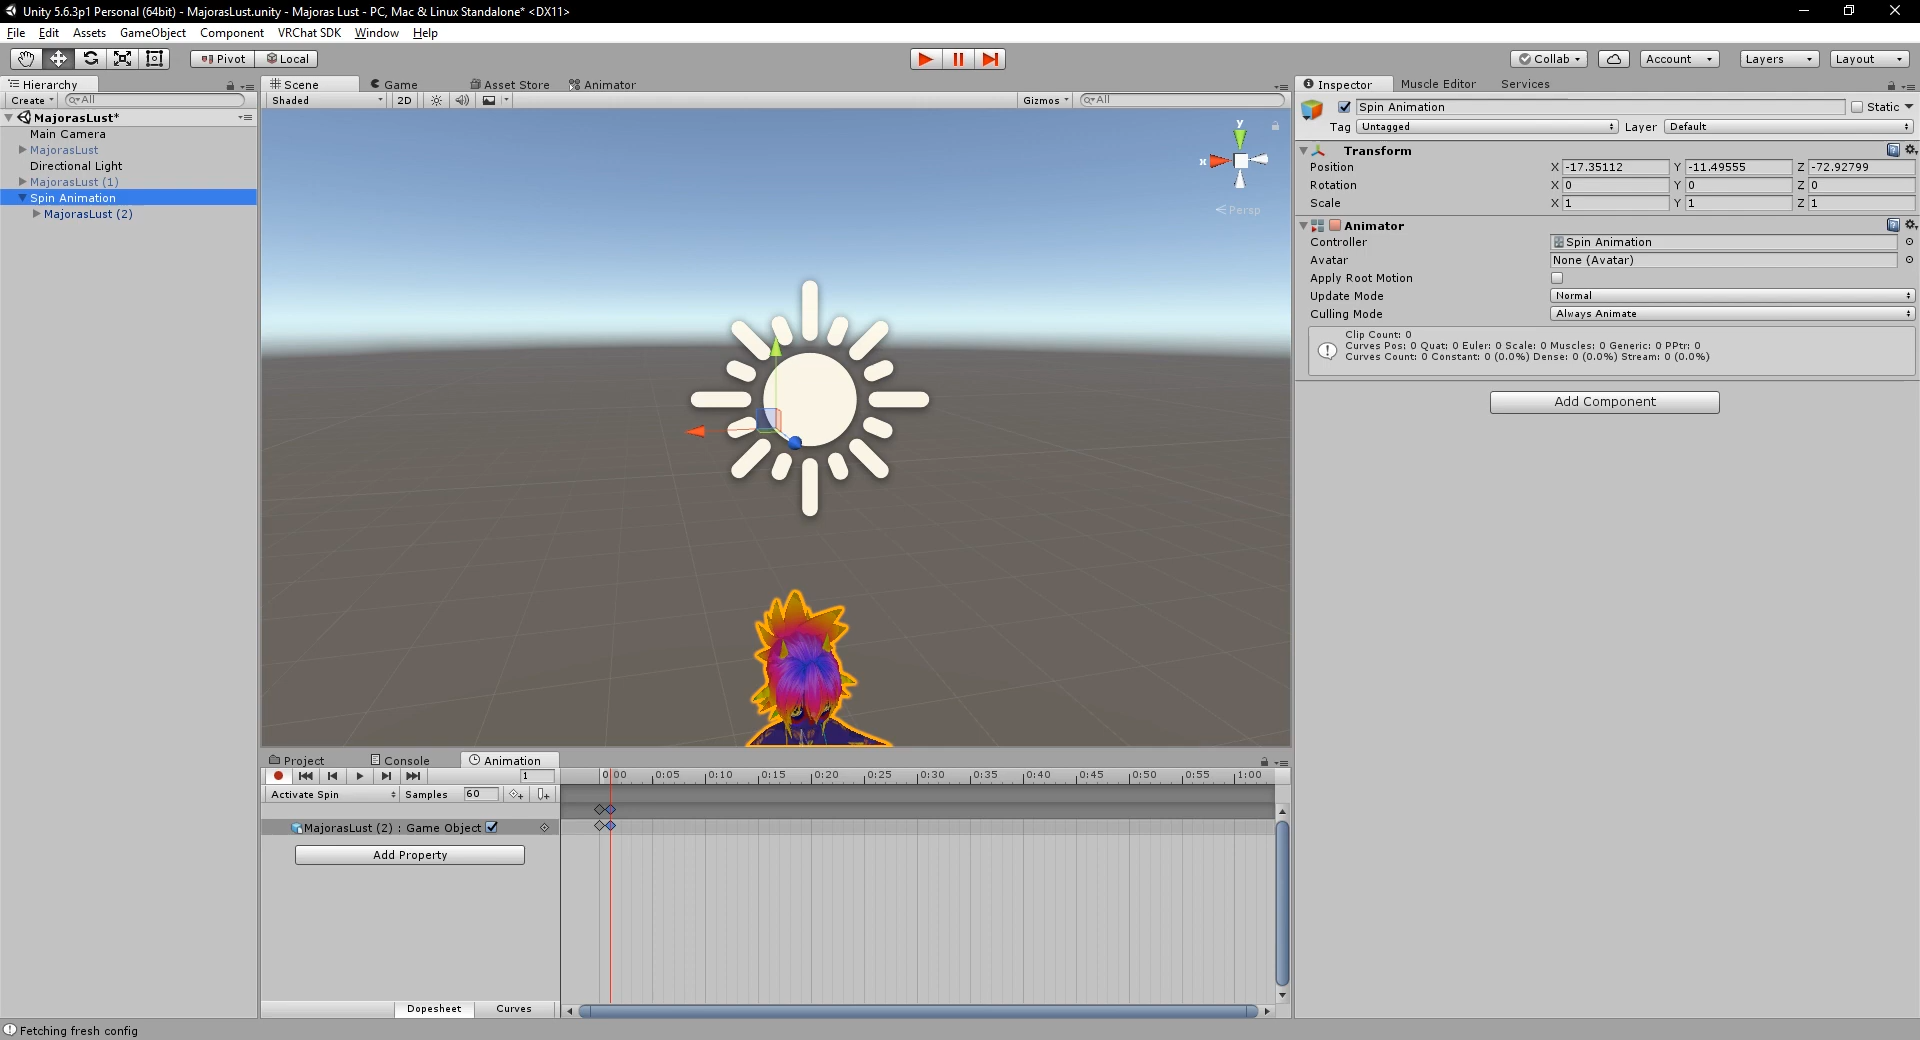 Unity 5.6.3p1 Personal (64bit) - MajorasLust.unity - Majoras Lust - PC, Mac & Linux Standalone* <DX11>
File Edit Assets GameObject Component VRChat SDK Window Help
Pivot Local Collab Account Layers Layout
Hierarchy
Create All
MajorasLust*
Main Camera
MajorasLust
Directional Light
MajorasLust (1)
Spin Animation
MajorasLust (2)
Scene Game Asset Store Animator
Shaded 2D Gizmos All
y
x
Persp
Inspector Muscle Editor Services
Spin Animation Static
Tag Untagged Layer Default
Transform
Position X -17.35112 Y -11.49555 Z -72.92799
Rotation X 0 Y 0 Z 0
Scale X 1 Y 1 Z 1
Animator
Controller Spin Animation
Avatar None (Avatar)
Apply Root Motion
Update Mode Normal
Culling Mode Always Animate
Clip Count: 0
Curves Pos: 0 Quat: 0 Euler: 0 Scale: 0 Muscles: 0 Generic: 0 PPtr: 0
Curves Count: 0 Constant: 0 (0.0%) Dense: 0 (0.0%) Stream: 0 (0.0%)
Add Component
Project Console Animation
1 0:00 0:05 0:10 0:15 0:20 0:25 0:30 0:35 0:40 0:45 0:50 0:55 1:00
Activate Spin Samples 60
MajorasLust (2) : Game Object
Add Property
Dopesheet Curves
Fetching fresh config